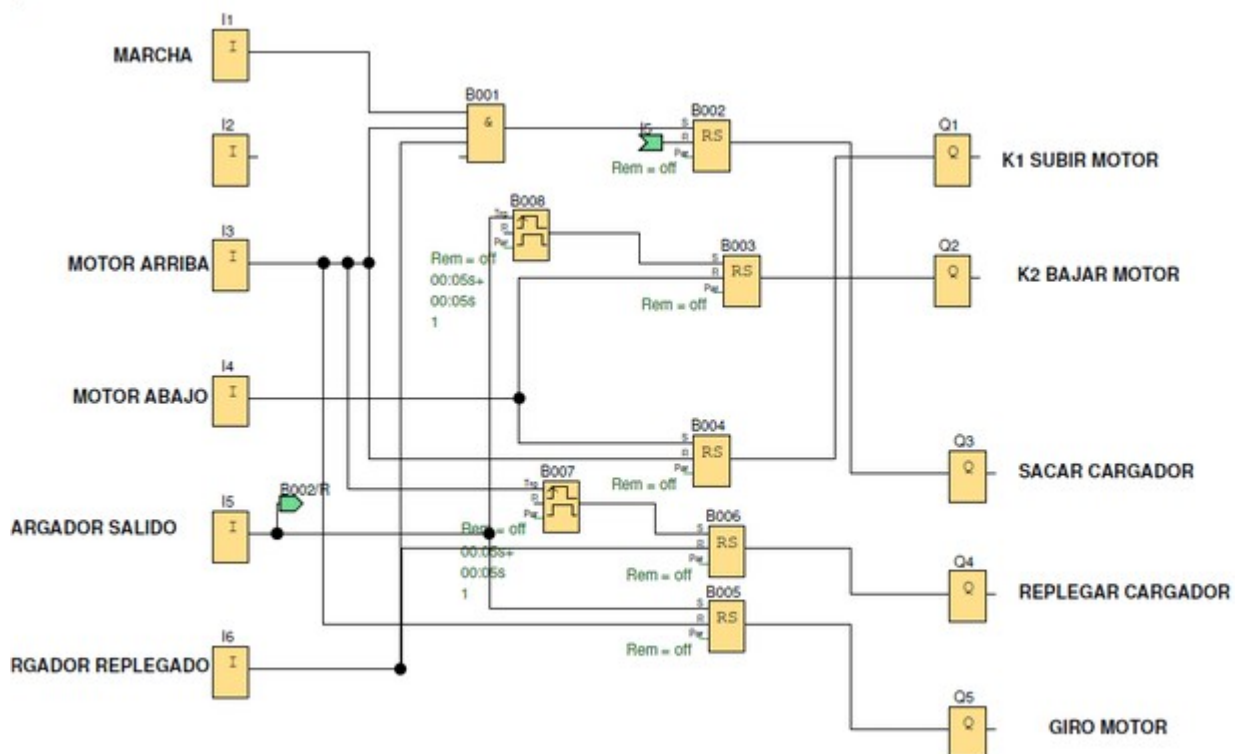 I1
I
MARCHA
B001
&
I2
I
I5
B002
S
R
Par
RS
Rem = off
Q1
Q
K1 SUBIR MOTOR
I3
I
MOTOR ARRIBA
B008
Trg
R
Par
Rem = off
00:05s+
00:05s
1
B003
S
R
Par
RS
Rem = off
Q2
Q
K2 BAJAR MOTOR
I4
I
MOTOR ABAJO
B004
S
R
Par
RS
Rem = off
Q3
Q
SACAR CARGADOR
B002/R
I5
I
ARGADOR SALIDO
B007
Trg
R
Par
Rem = off
00:05s+
00:05s
1
B006
S
R
Par
RS
Rem = off
Q4
Q
REPLEGAR CARGADOR
B005
S
R
Par
RS
Rem = off
I6
I
RGADOR REPLEGADO
Q5
Q
GIRO MOTOR